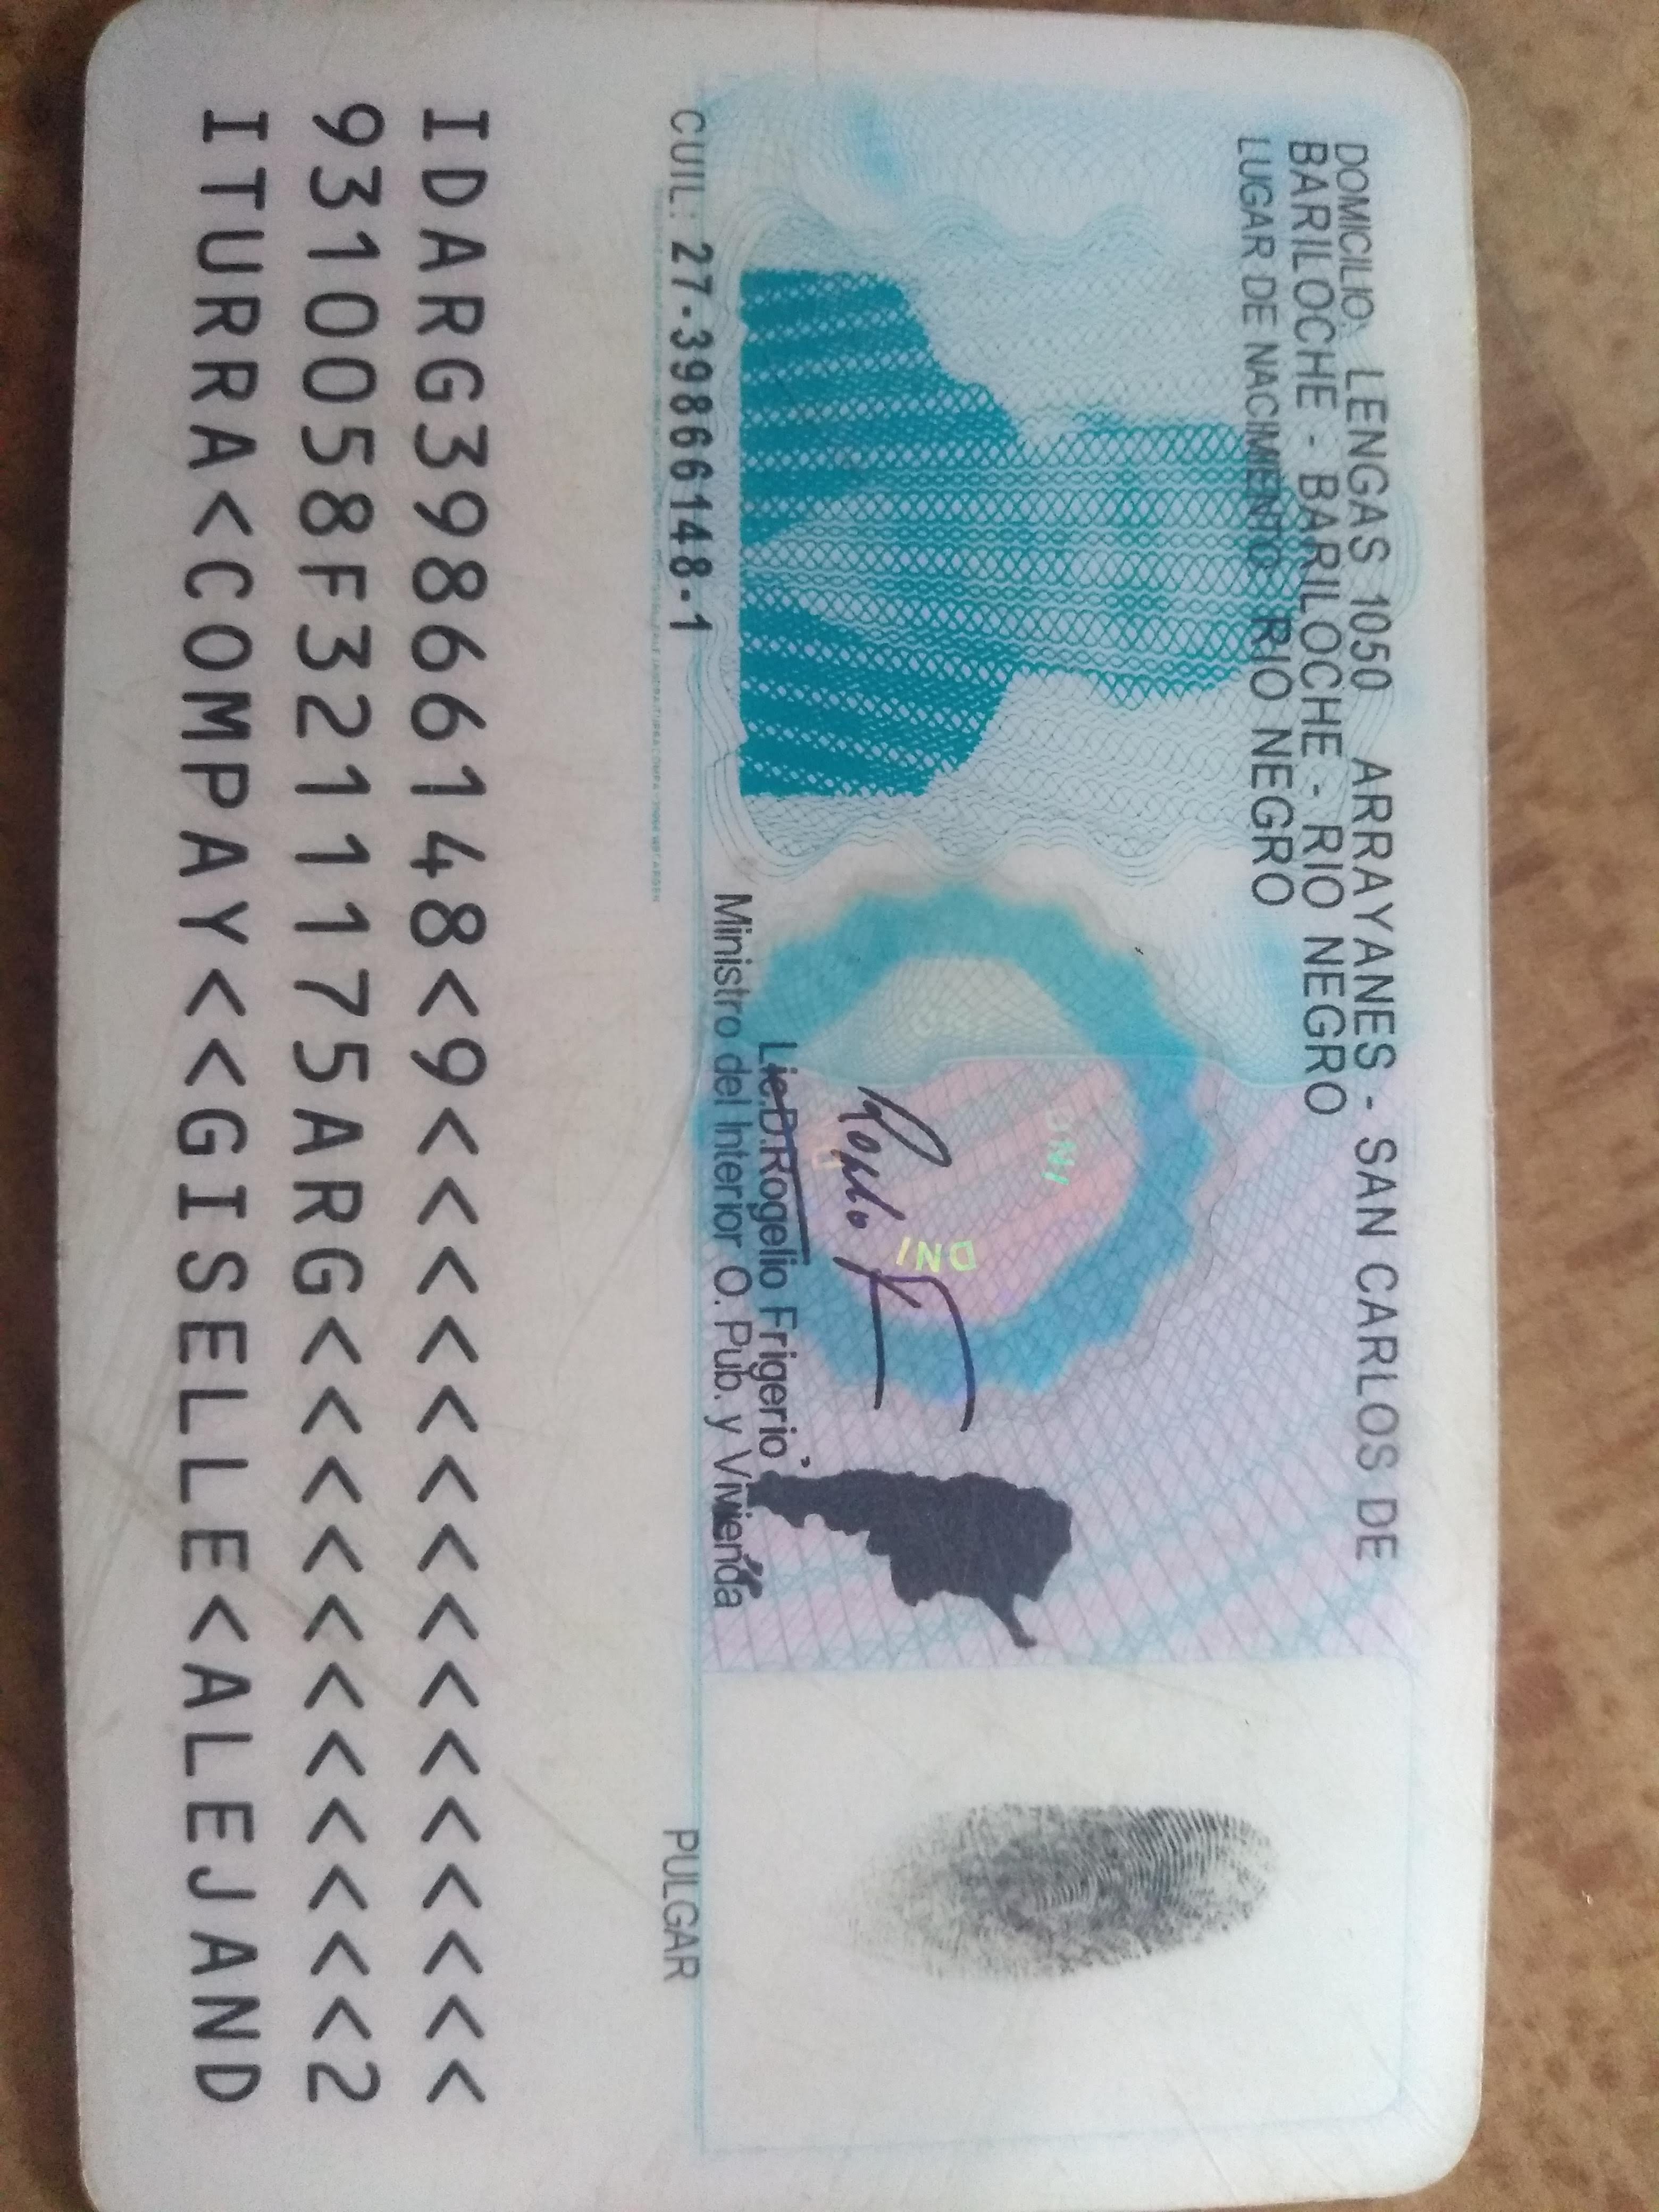 DOMICILIO: LENGAS 1050 ARRAYANES - SAN CARLOS DE
BARILOCHE - BARILOCHE - RIO NEGRO
LUGAR DE NACIMIENTO: RIO NEGRO
DNI
DNI
Lic.D.Rogelio Frigerio
Ministro del Interior O. Pub. y Vivienda
CUIL: 27-39866148-1
PULGAR
IDARG39866148<9<<<<<<<<<<<<<<<
9310058F3211175ARG<<<<<<<<<<<2
ITURRA<COMPAY<<GISELLE<ALEJAND